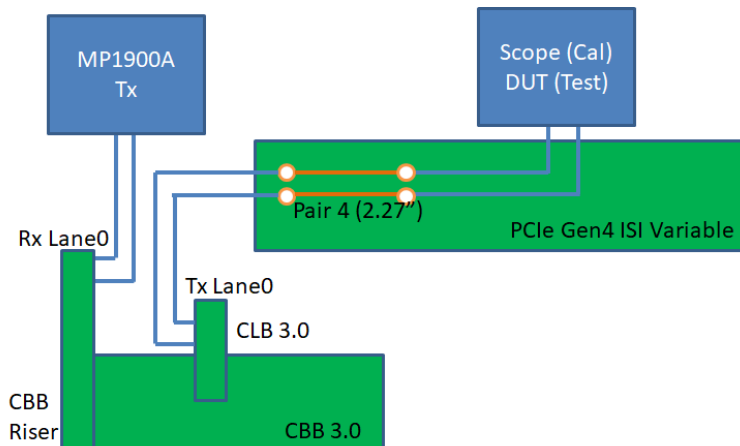 MP1900A
Tx
Scope (Cal)
DUT (Test)
Pair 4 (2.27”)
PCIe Gen4 ISI Variable
Rx Lane0
Tx Lane0
CLB 3.0
CBB
Riser
CBB 3.0